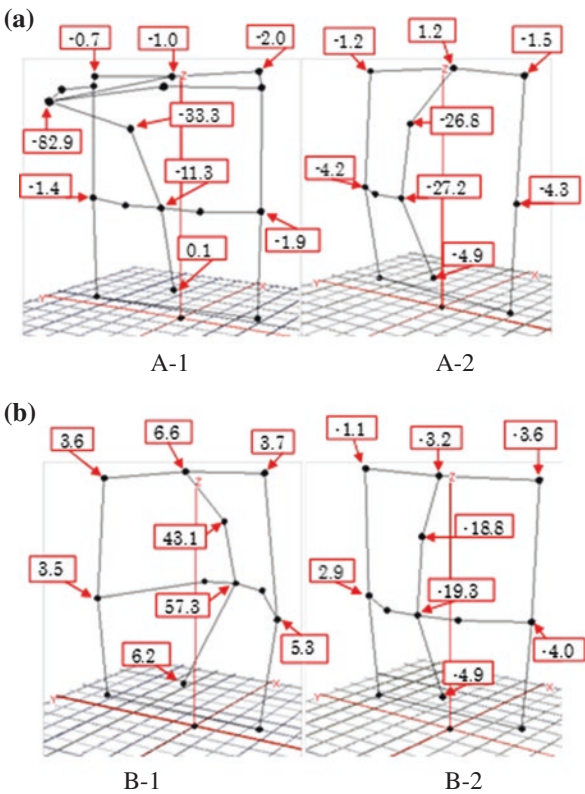 (a)
-0.7 -1.0 -2.0 -1.2 1.2 -1.5
Z Z
-33.3 -26.8
-82.9
-11.3 -4.2 -4.3
-1.4 -27.2
-1.9
0.1 -4.9
Y X Y X
A-1 A-2
(b)
3.6 6.6 3.7 -1.1 -3.2 -3.6
Z Z
43.1 -18.8
3.5 57.3 2.9 -19.3
5.3 -4.0
6.2 -4.9
Y X Y X
B-1 B-2